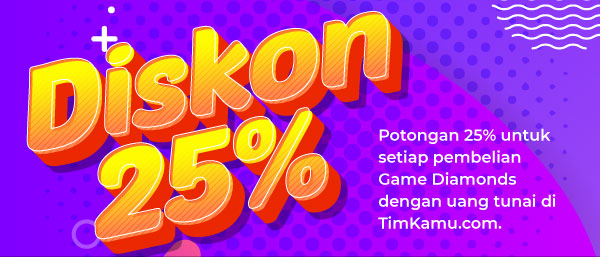 Diskon
25%
Potongan 25% untuk
setiap pembelian
Game Diamonds
dengan uang tunai di
TimKamu.com.